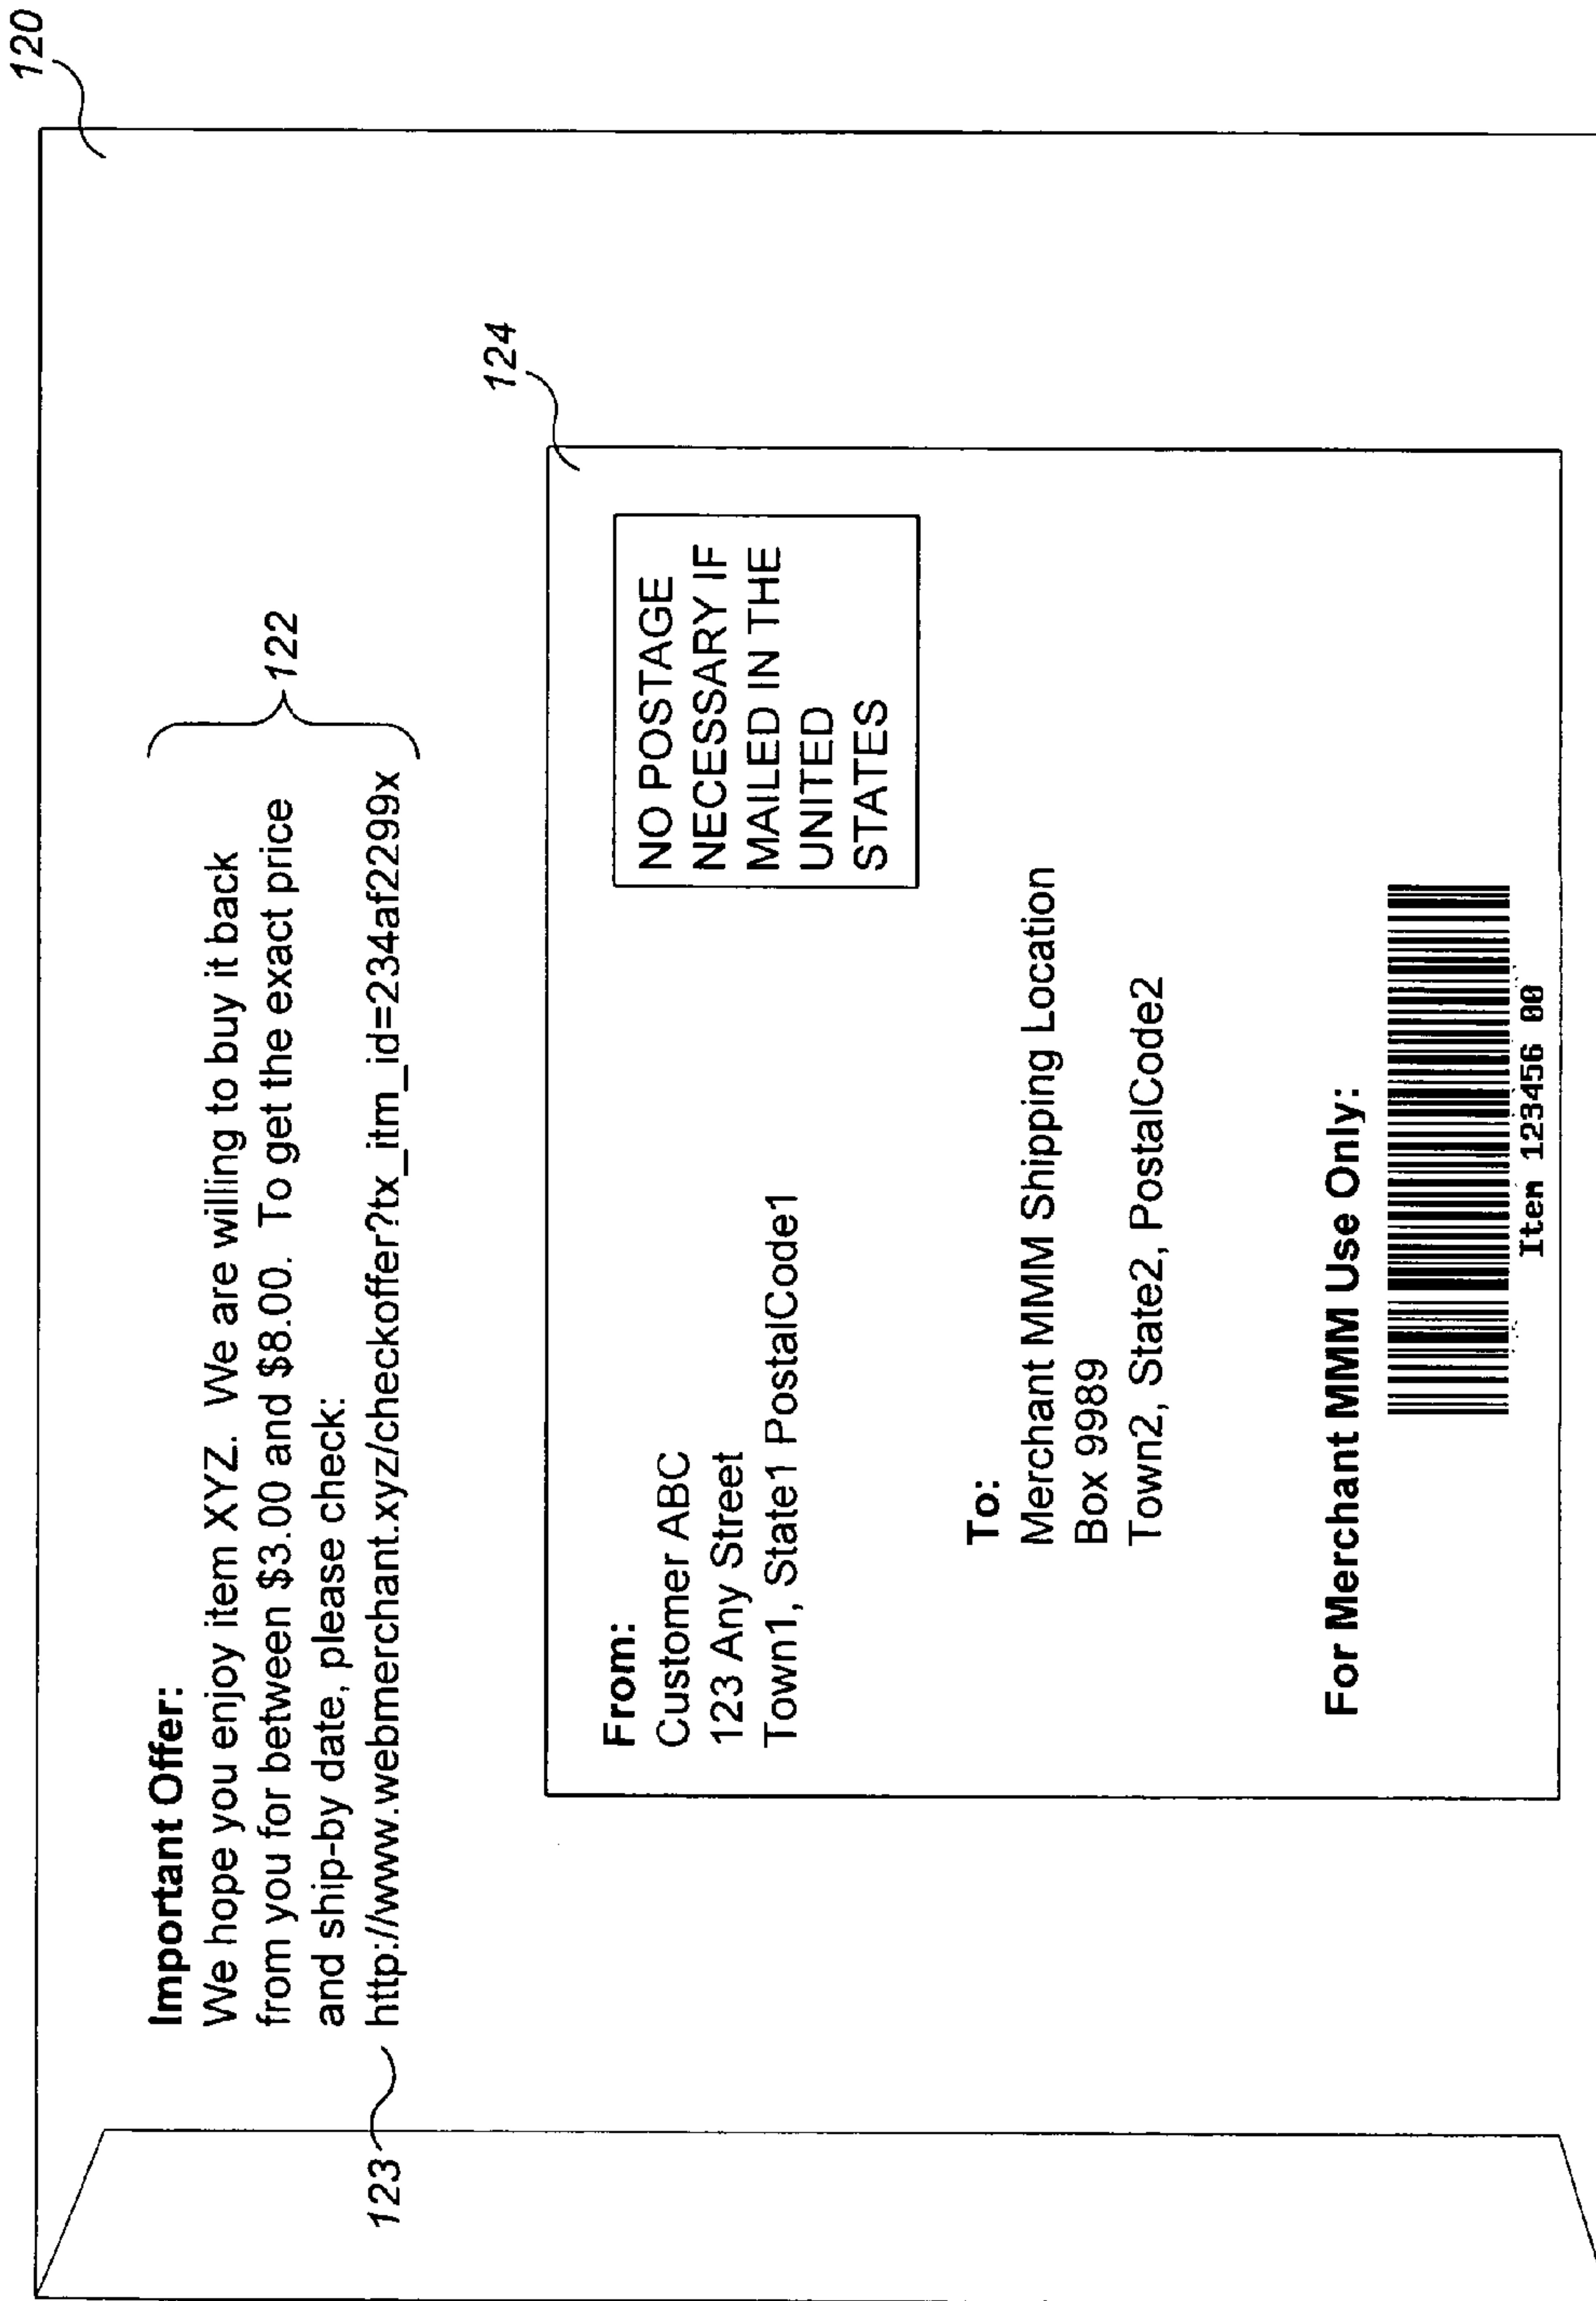 120
Important Offer:
We hope you enjoy item XYZ. We are willing to buy it back
from you for between $3.00 and $8.00. To get the exact price
and ship-by date, please check:
http://www.webmerchant.xyz/checkoffer?tx_itm_id=234af2299x
122
123
124
From:
Customer ABC
123 Any Street
Town1, State1 PostalCode1
NO POSTAGE
NECESSARY IF
MAILED IN THE
UNITED
STATES
To:
Merchant MMM Shipping Location
Box 9989
Town2, State2, PostalCode2
For Merchant MMM Use Only:
Iten 123456 00